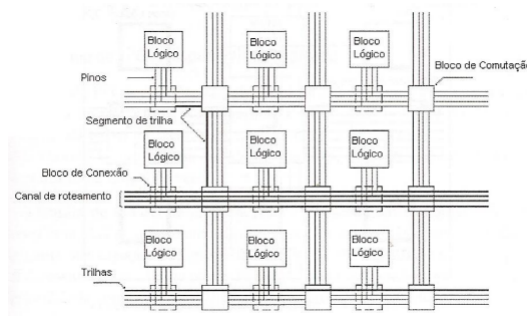 Bloco
Lógico
Bloco
Lógico
Bloco
Lógico
Bloco de Comutação
Pinos
Segmento de trilha
Bloco
Lógico
Bloco
Lógico
Bloco
Lógico
Bloco de Conexão
Canal de roteamento
Bloco
Lógico
Bloco
Lógico
Bloco
Lógico
Trilhas